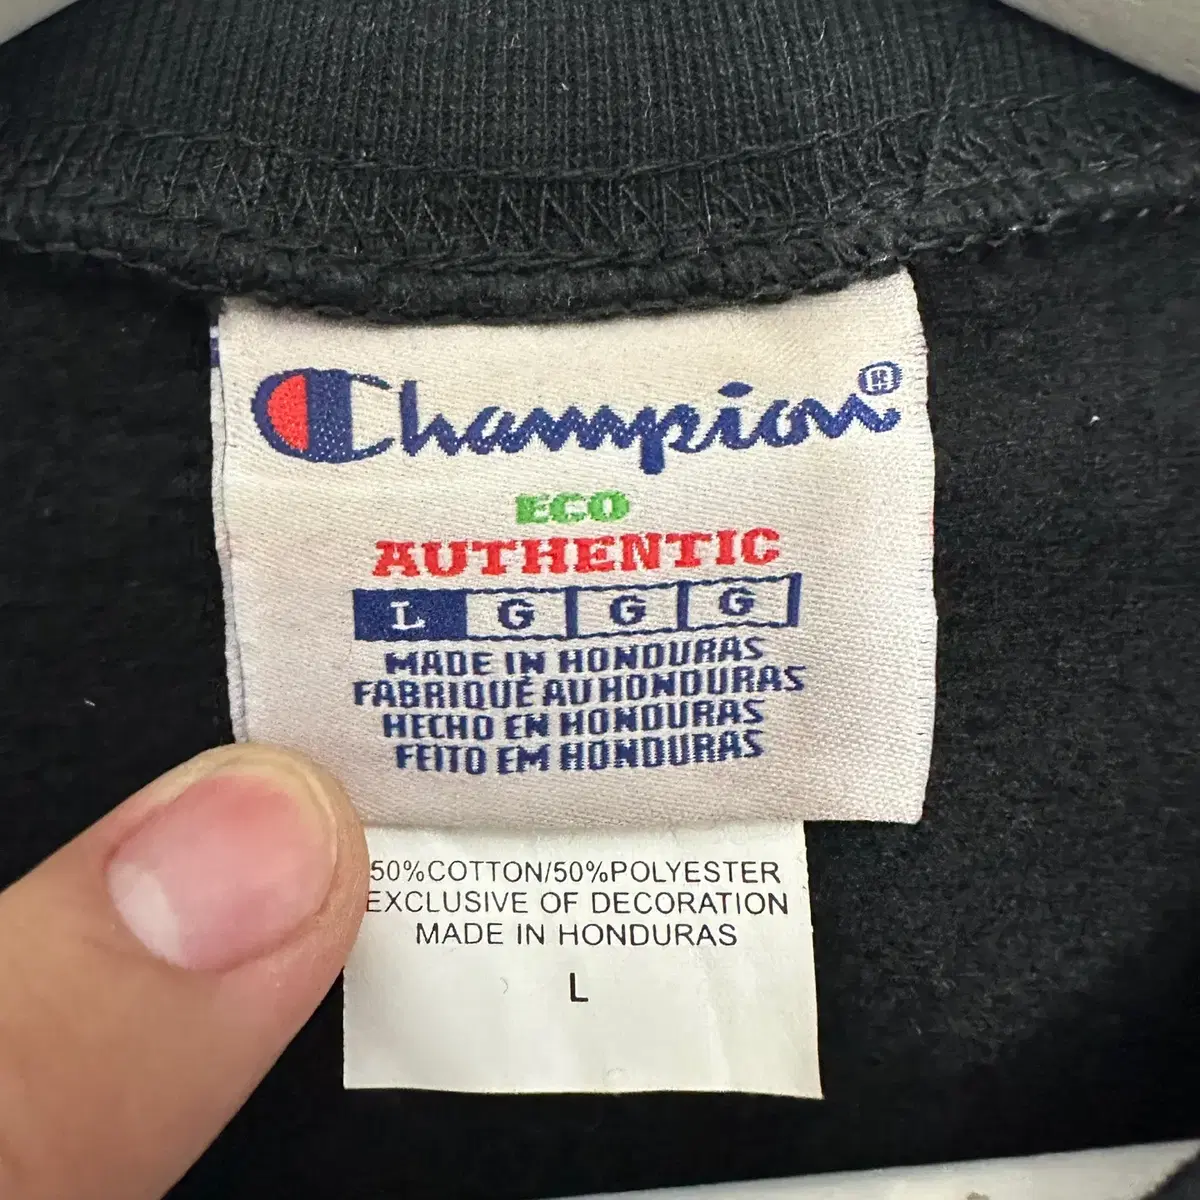 Champion®
ECO
AUTHENTIC
L G G G
MADE IN HONDURAS
FABRIQUÉ AU HONDURAS
HECHO EN HONDURAS
FEITO EM HONDURAS
50%COTTON/50%POLYESTER
EXCLUSIVE OF DECORATION
MADE IN HONDURAS
L